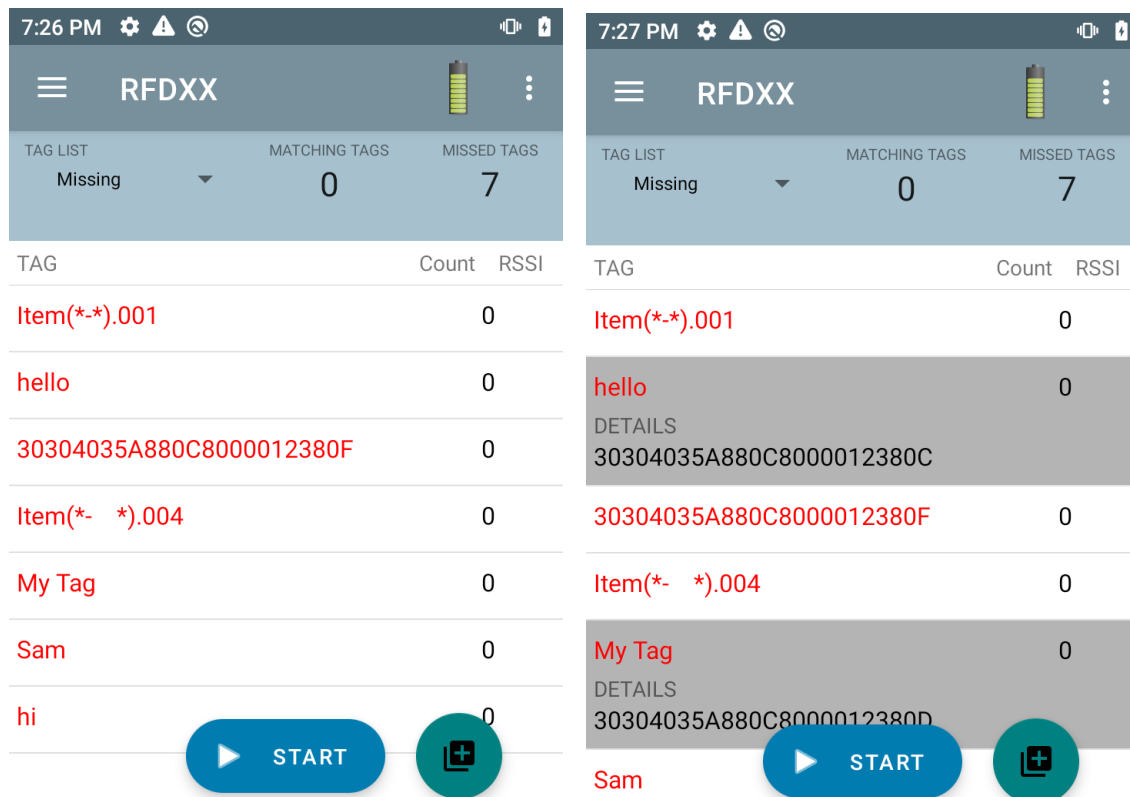 7:26 PM
RFDXX
TAG LIST MATCHING TAGS MISSED TAGS
Missing 0 7
TAG Count RSSI
Item(*-*).001 0
hello 0
30304035A880C8000012380F 0
Item(*-   *).004 0
My Tag 0
Sam 0
hi 0
START
7:27 PM
RFDXX
TAG LIST MATCHING TAGS MISSED TAGS
Missing 0 7
TAG Count RSSI
Item(*-*).001 0
hello 0
DETAILS
30304035A880C8000012380C
30304035A880C8000012380F 0
Item(*-   *).004 0
My Tag 0
DETAILS
30304035A880C8000012380D
Sam
START